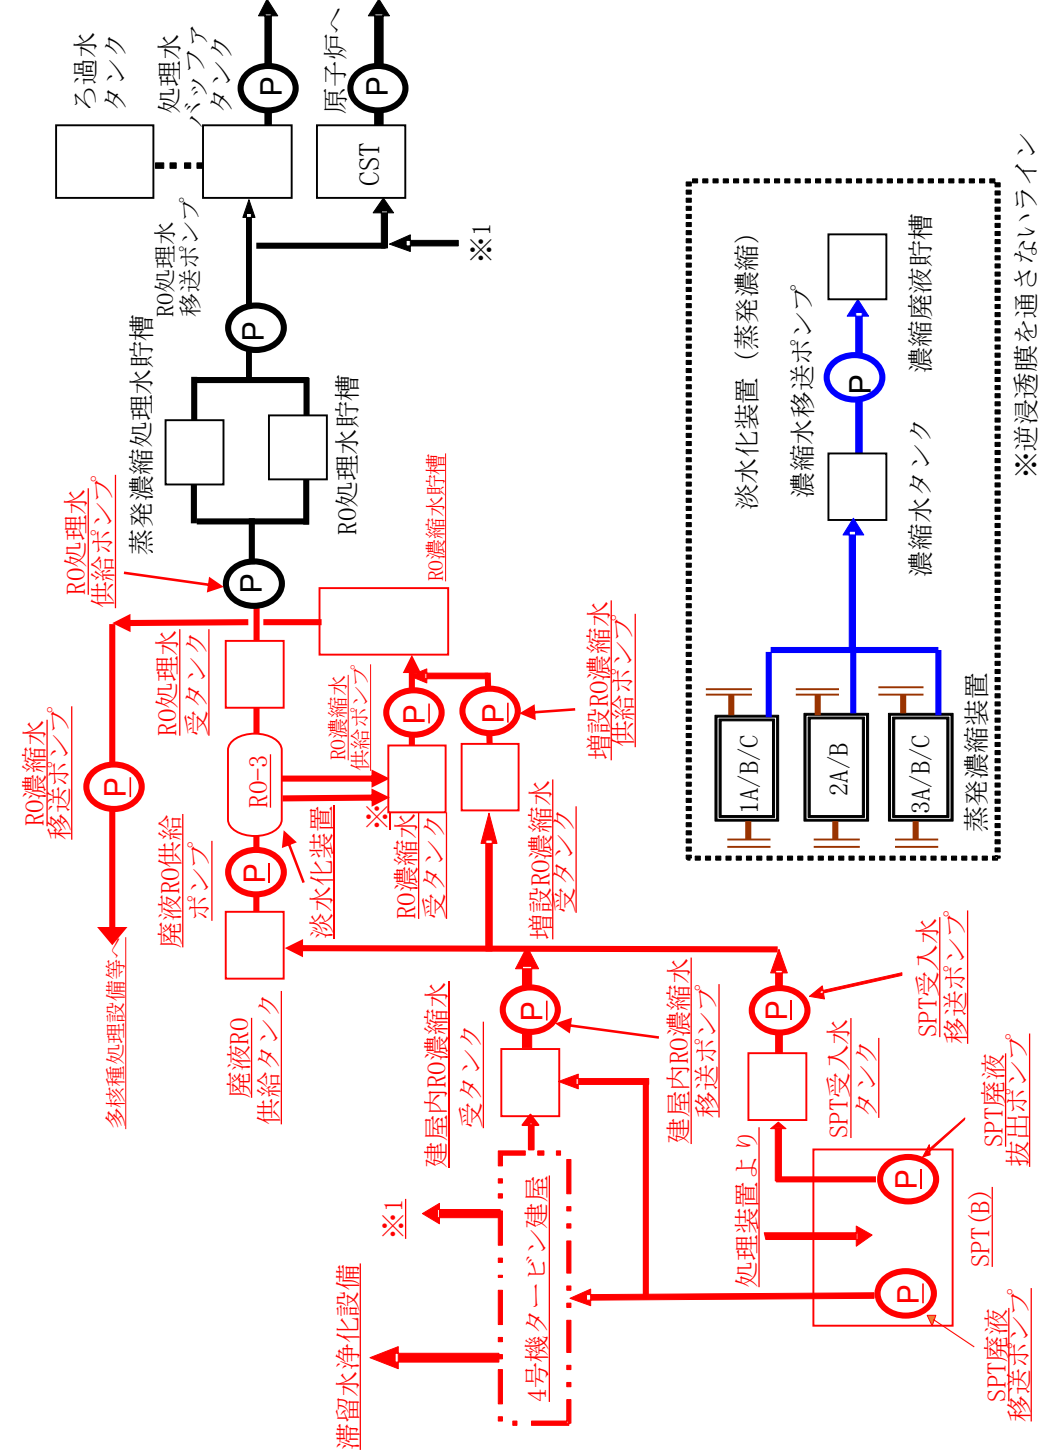 ろ過水
タンク
処理水
バッファ
タンク
原子炉へ
P
P
CST
※1
RO処理水
移送ポンプ
P
蒸発濃縮処理水貯槽
RO処理水貯槽
RO処理水
供給ポンプ
P
RO濃縮水貯槽
RO処理水
受タンク
RO濃縮水
移送ポンプ
P
多核種処理設備等へ
RO-3
RO濃縮水
供給ポンプ
P
P
増設RO濃縮水
供給ポンプ
廃液RO供給
ポンプ
P
淡水化装置
※
RO濃縮水
受タンク
増設RO濃縮水
受タンク
廃液RO
供給タンク
建屋内RO濃縮水
受タンク
P
建屋内RO濃縮水
移送ポンプ
P
SPT受入水
移送ポンプ
SPT受入水
タンク
SPT廃液
抜出ポンプ
P
処理装置より
SPT(B)
P
SPT廃液
移送ポンプ
※1
4号機タービン建屋
滞留水浄化設備
淡水化装置（蒸発濃縮）
濃縮水移送ポンプ
P
濃縮廃液貯槽
濃縮水タンク
1A/B/C
2A/B
3A/B/C
蒸発濃縮装置
※逆浸透膜を通さないライン